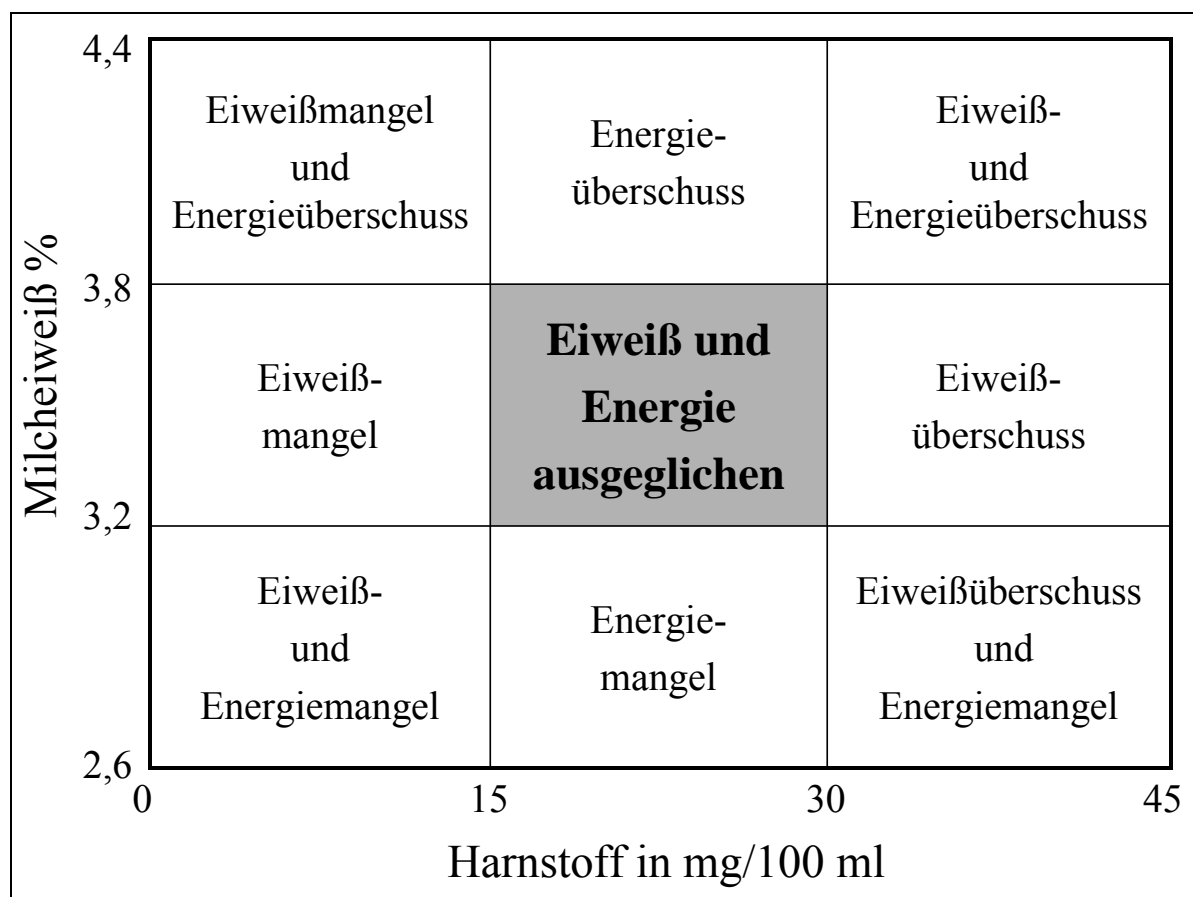 4,4
Eiweißmangel
und
Energieüberschuss
Energie-
überschuss
Eiweiß-
und
Energieüberschuss
Milcheiweiß %
3,8
Eiweiß-
mangel
Eiweiß und
Energie
ausgeglichen
Eiweiß-
überschuss
3,2
Eiweiß-
und
Energiemangel
Energie-
mangel
Eiweißüberschuss
und
Energiemangel
2,6
0
15
30
45
Harnstoff in mg/100 ml